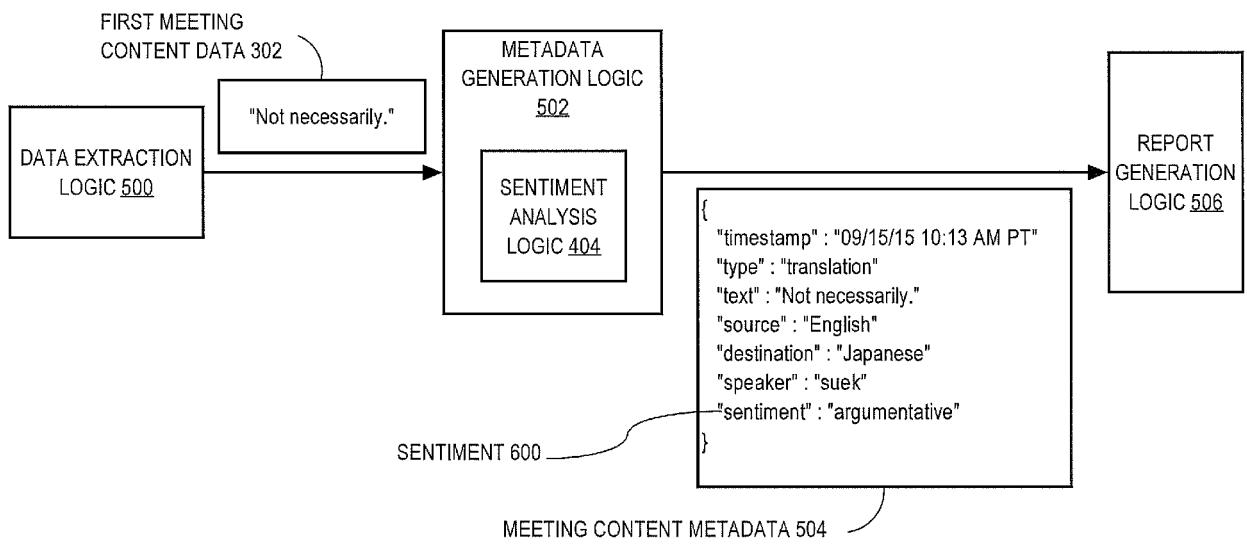 FIRST MEETING
CONTENT DATA 302
"Not necessarily."
DATA EXTRACTION
LOGIC 500
METADATA
GENERATION LOGIC
502
SENTIMENT
ANALYSIS
LOGIC 404
REPORT
GENERATION
LOGIC 506
{
"timestamp" : "09/15/15 10:13 AM PT"
"type" : "translation"
"text" : "Not necessarily."
"source" : "English"
"destination" : "Japanese"
"speaker" : "suek"
"sentiment" : "argumentative"
}
SENTIMENT 600
MEETING CONTENT METADATA 504